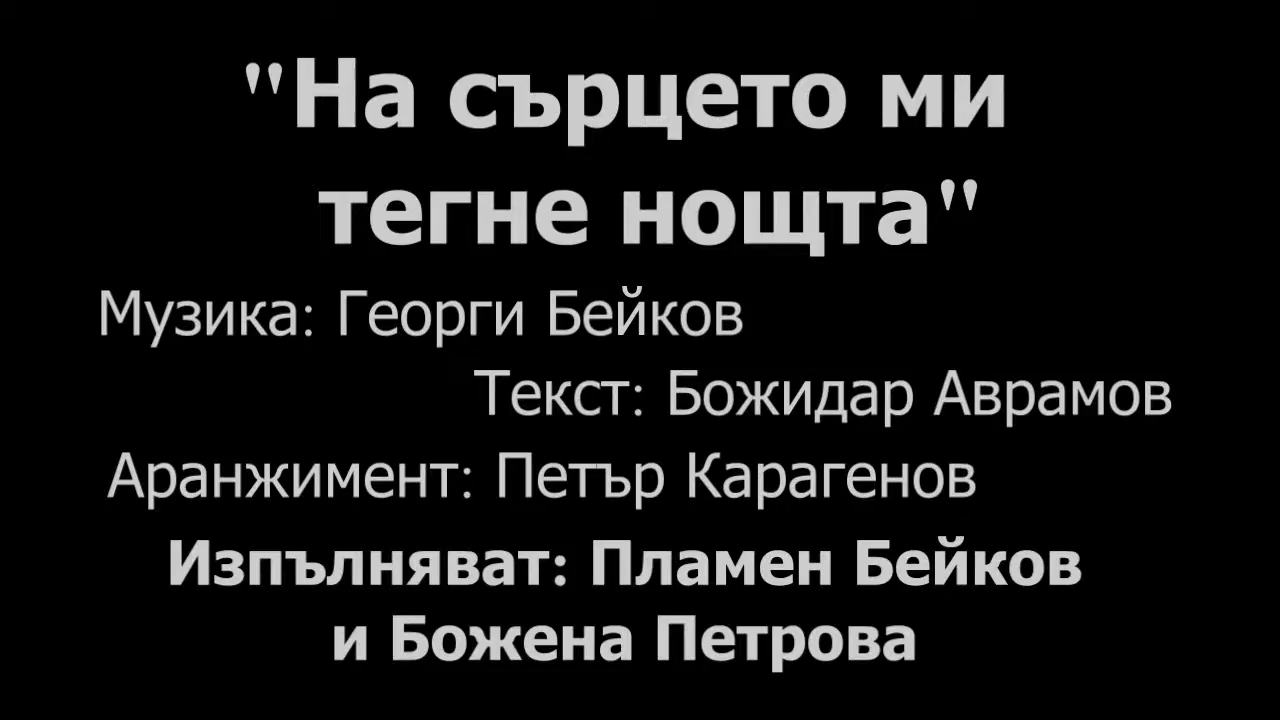 "На сърцето ми
тегне нощта"
Музика: Георги Бейков
Текст: Божидар Аврамов
Аранжимент: Петър Карагенов
Изпълняват: Пламен Бейков
и Божена Петрова